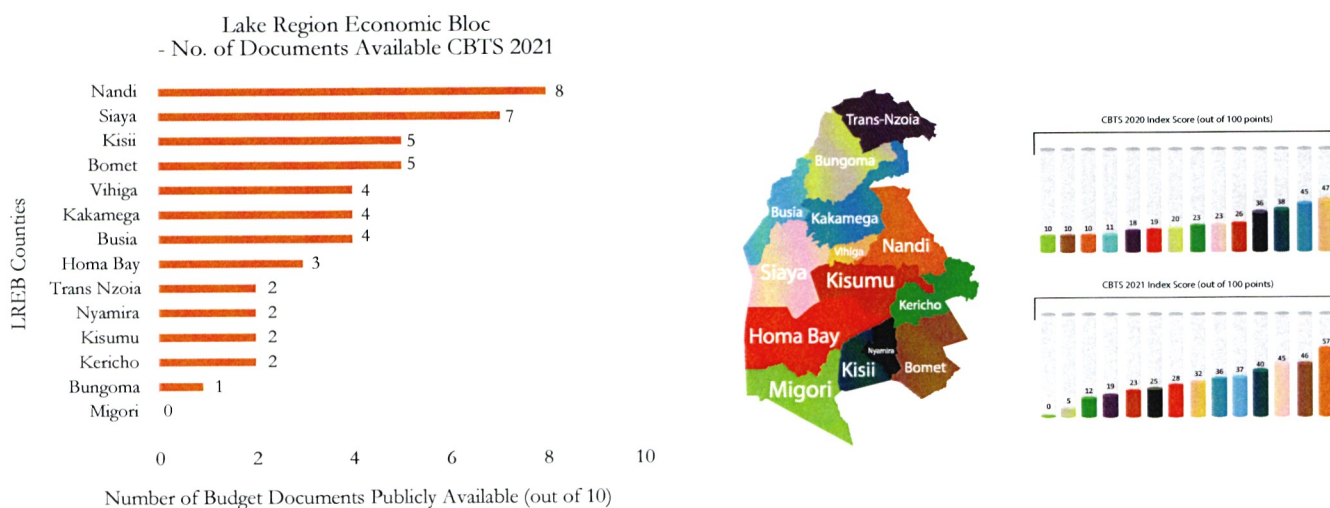 Lake Region Economic Bloc
- No. of Documents Available CBTS 2021
LREB Counties
Nandi 8
Siaya 7
Kisii 5
Bomet 5
Vihiga 4
Kakamega 4
Busia 4
Homa Bay 3
Trans Nzoia 2
Nyamira 2
Kisumu 2
Kericho 2
Bungoma 1
Migori 0
0 2 4 6 8 10
Number of Budget Documents Publicly Available (out of 10)
Trans-Nzoia
Bungoma
Busia
Kakamega
Vihiga
Nandi
Siaya
Kisumu
Kericho
Homa Bay
Nyamira
Kisii
Bomet
Migori
CBTS 2020 Index Score (out of 100 points)
10 10 10 11 18 19 20 23 23 26 36 38 45 47
CBTS 2021 Index Score (out of 100 points)
0 5 12 19 23 25 28 32 36 37 40 45 46 57